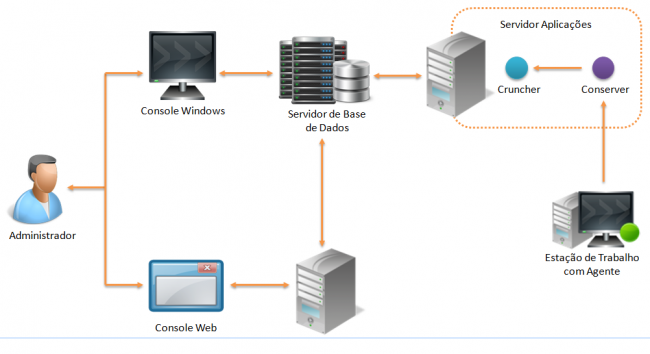 Servidor Aplicações
Cruncher
Conserver
Console Windows
Servidor de Base
de Dados
Administrador
Estação de Trabalho
com Agente
Console Web